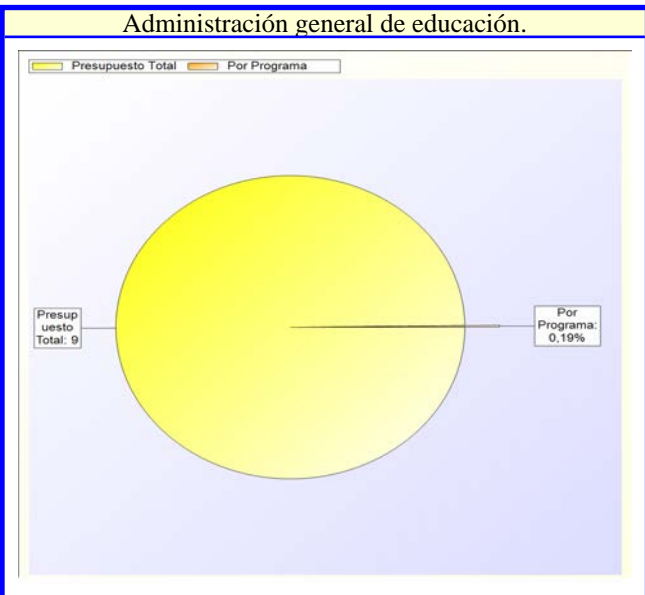 Administración general de educación.
Presupuesto Total Por Programa
Presup
uesto
Total: 9
Por
Programa:
0,19%